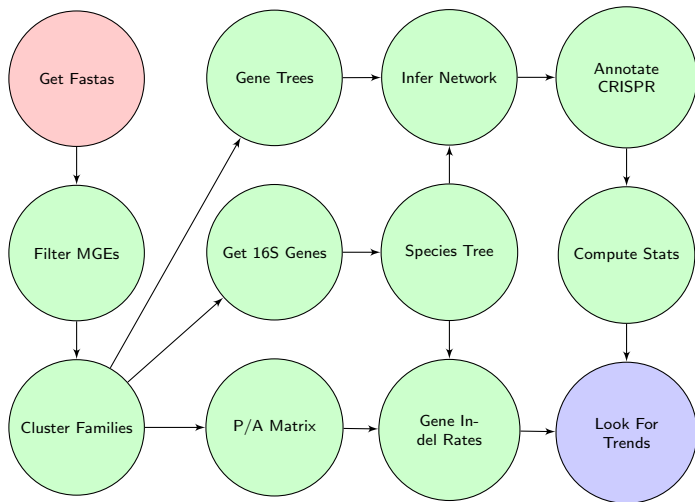 Get Fastas
Gene Trees
Infer Network
Annotate
CRISPR
Filter MGEs
Get 16S Genes
Species Tree
Compute Stats
Cluster Families
P/A Matrix
Gene In-
del Rates
Look For
Trends